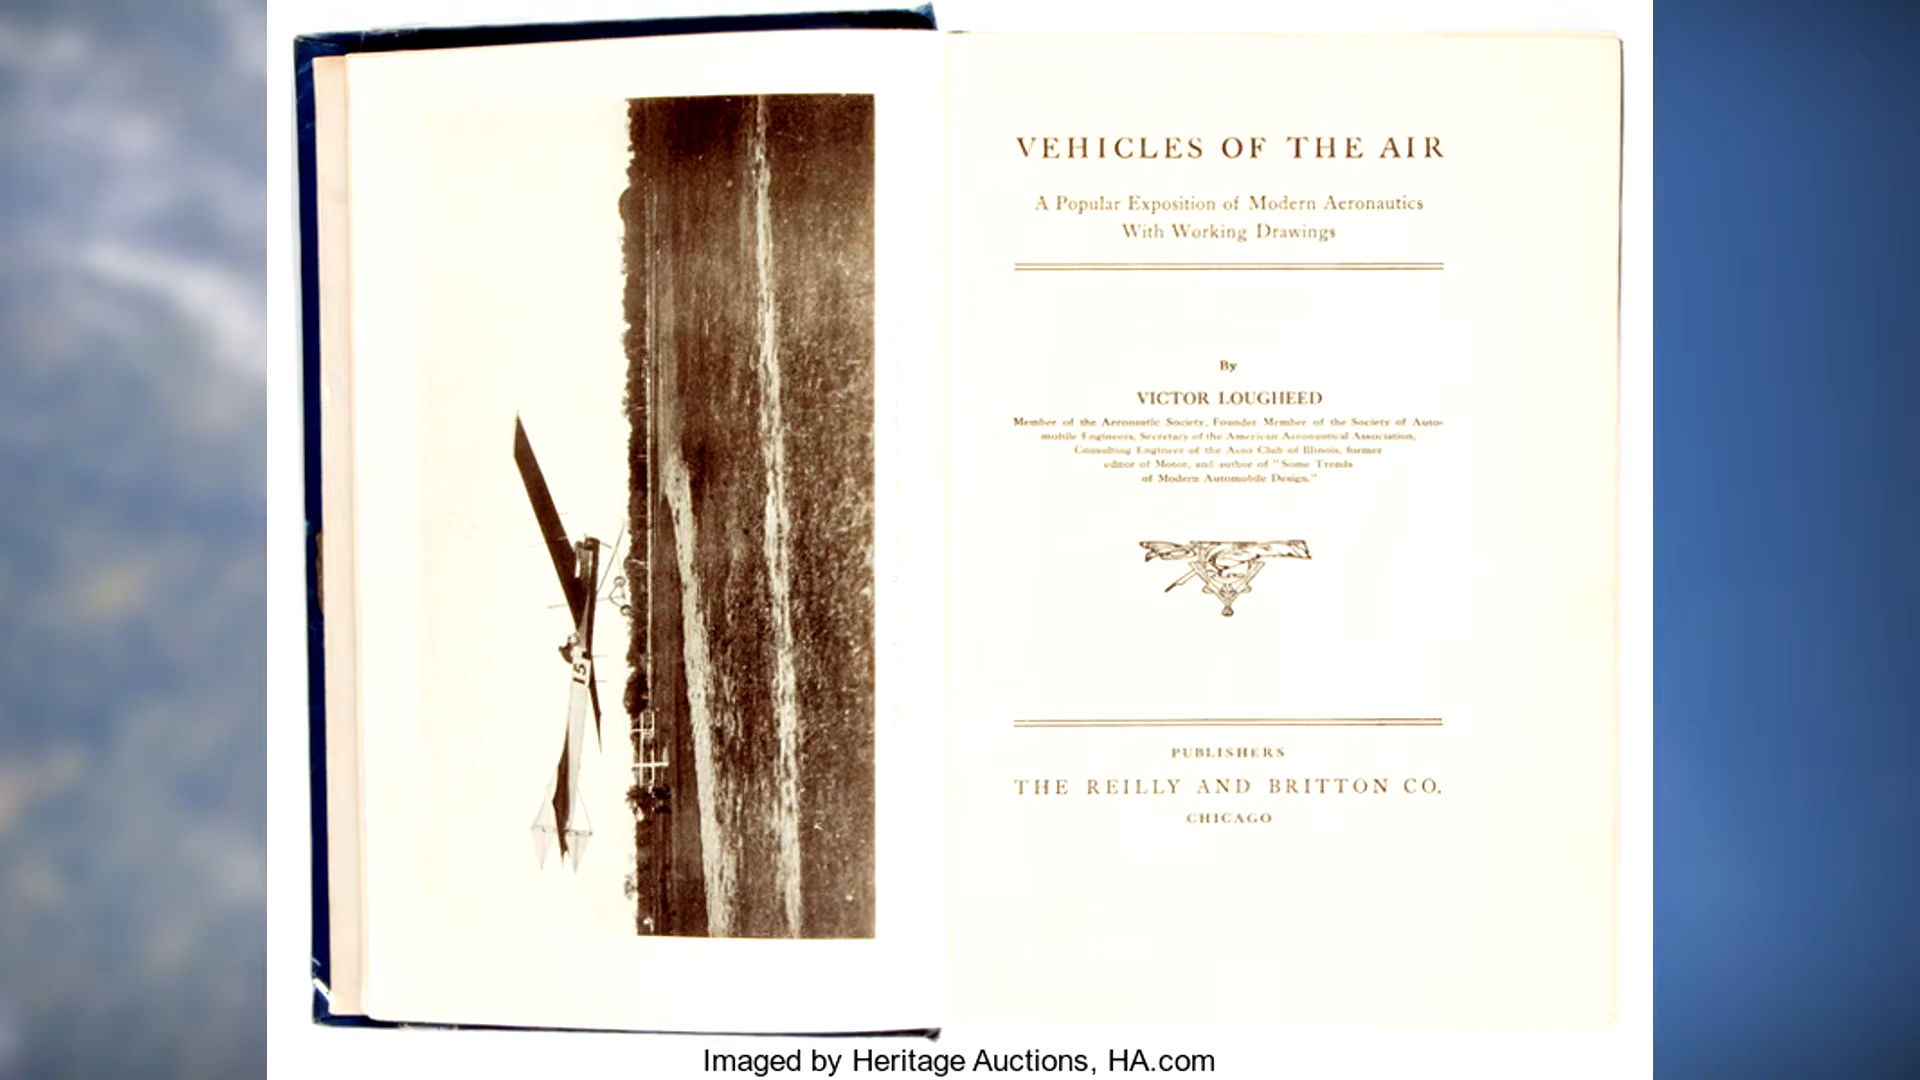 VEHICLES OF THE AIR
A Popular Exposition of Modern Aeronautics
With Working Drawings
By
VICTOR LOUGHEED
Member of the Aeronautic Society, Founder Member of the Society of Auto-
mobile Engineers, Secretary of the American Aeronautical Association,
Consulting Engineer of the Auto Club of Illinois, former
editor of Motor, and author of "Some Trends
of Modern Automobile Design."
PUBLISHERS
THE REILLY AND BRITTON CO.
CHICAGO
15
Imaged by Heritage Auctions, HA.com